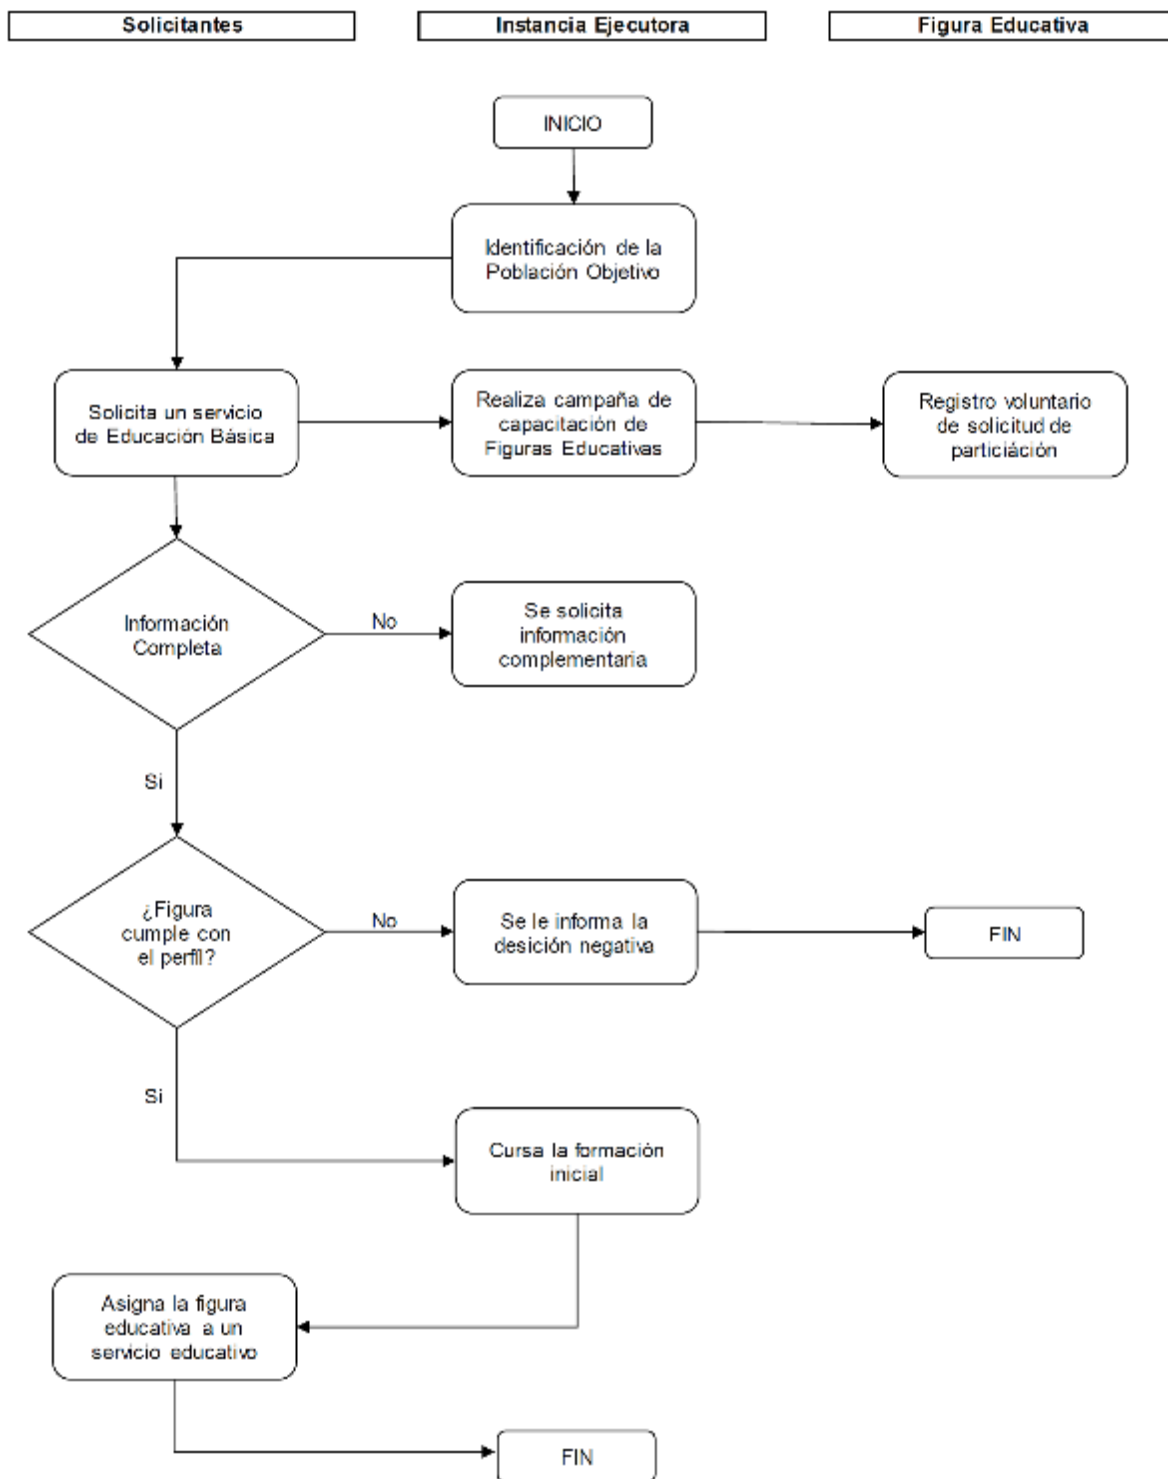 Solicitantes
Instancia Ejecutora
Figura Educativa
INICIO
Identificación de la
Población Objetivo
Solicita un servicio
de Educación Básica
Realiza campaña de
capacitación de
Figuras Educativas
Registro voluntario
de solicitud de
particiáción
Información
Completa
No
Se solicita
información
complementaria
Si
¿Figura
cumple con
el perfil?
No
Se le informa la
desición negativa
FIN
Si
Cursa la formación
inicial
Asigna la figura
educativa a un
servicio educativo
FIN